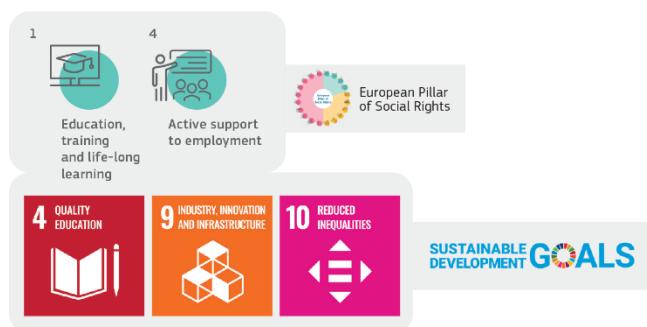 1
Education,
training
and life-long
learning
4
Active support
to employment
European Pillar
of Social Rights
4 QUALITY
EDUCATION
9 INDUSTRY, INNOVATION
AND INFRASTRUCTURE
10 REDUCED
INEQUALITIES
SUSTAINABLE
DEVELOPMENT GOALS